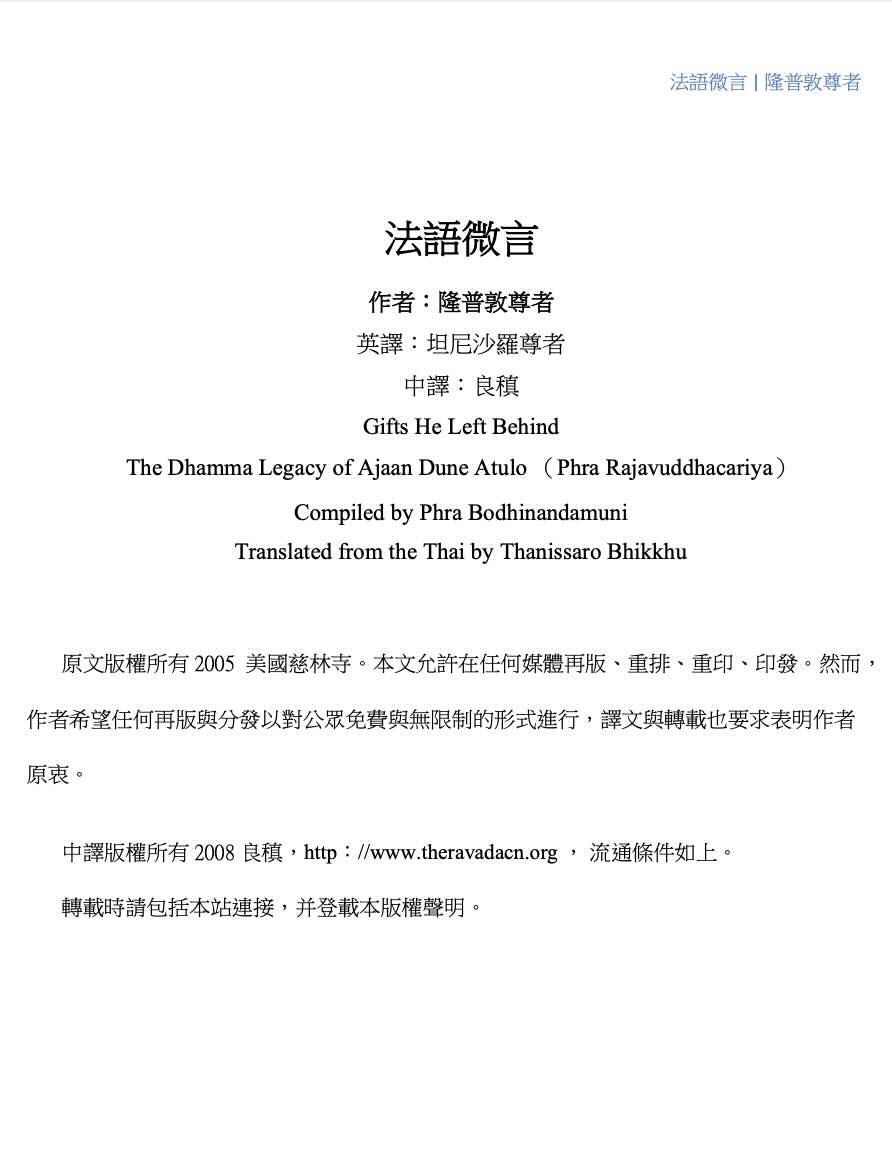 法語微言 | 隆普敦尊者
法語微言
作者：隆普敦尊者
英譯：坦尼沙羅尊者
中譯：良稹
Gifts He Left Behind
The Dhamma Legacy of Ajaan Dune Atulo （Phra Rajavuddhacariya）
Compiled by Phra Bodhinandamuni
Translated from the Thai by Thanissaro Bhikkhu
原文版權所有 2005 美國慈林寺。本文允許在任何媒體再版、重排、重印、印發。然而，
作者希望任何再版與分發以對公眾免費與無限制的形式進行，譯文與轉載也要求表明作者
原衷。
中譯版權所有 2008 良稹，http：//www.theravadacn.org ， 流通條件如上。
轉載時請包括本站連接，并登載本版權聲明。